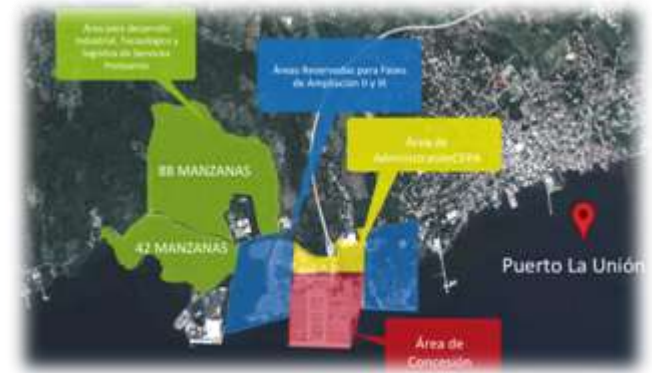 Área para desarrollo
Industrial, Tecnológico y
logístico de Servicios
Portuarios
Áreas Reservadas para Fases
de Ampliación II y III
Área de
AdministraciónCEPA
88 MANZANAS
42 MANZANAS
Puerto La Unión
Área de
Concesión